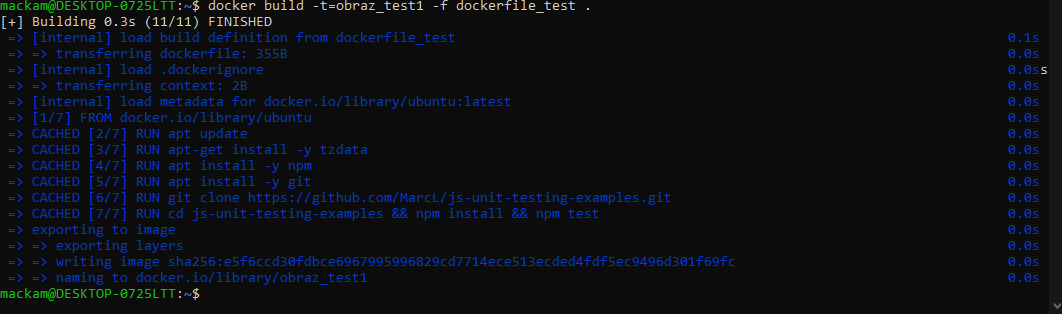 mackam@DESKTOP-0725LTT:~$ docker build -t=obraz_test1 -f dockerfile_test .
[+] Building 0.3s (11/11) FINISHED
=> [internal] load build definition from dockerfile_test 0.1s
=> => transferring dockerfile: 355B 0.0s
=> [internal] load .dockerignore 0.0ss
=> => transferring context: 2B 0.0s
=> [internal] load metadata for docker.io/library/ubuntu:latest 0.0s
=> [1/7] FROM docker.io/library/ubuntu 0.0s
=> CACHED [2/7] RUN apt update 0.0s
=> CACHED [3/7] RUN apt-get install -y tzdata 0.0s
=> CACHED [4/7] RUN apt install -y npm 0.0s
=> CACHED [5/7] RUN apt install -y git 0.0s
=> CACHED [6/7] RUN git clone https://github.com/MarcL/js-unit-testing-examples.git 0.0s
=> CACHED [7/7] RUN cd js-unit-testing-examples && npm install && npm test 0.0s
=> exporting to image 0.0s
=> => exporting layers 0.0s
=> => writing image sha256:e5f6ccd30fdbce6967995996829cd7714ece513ecded4fdf5ec9496d301f69fc 0.0s
=> => naming to docker.io/library/obraz_test1 0.0s
mackam@DESKTOP-0725LTT:~$